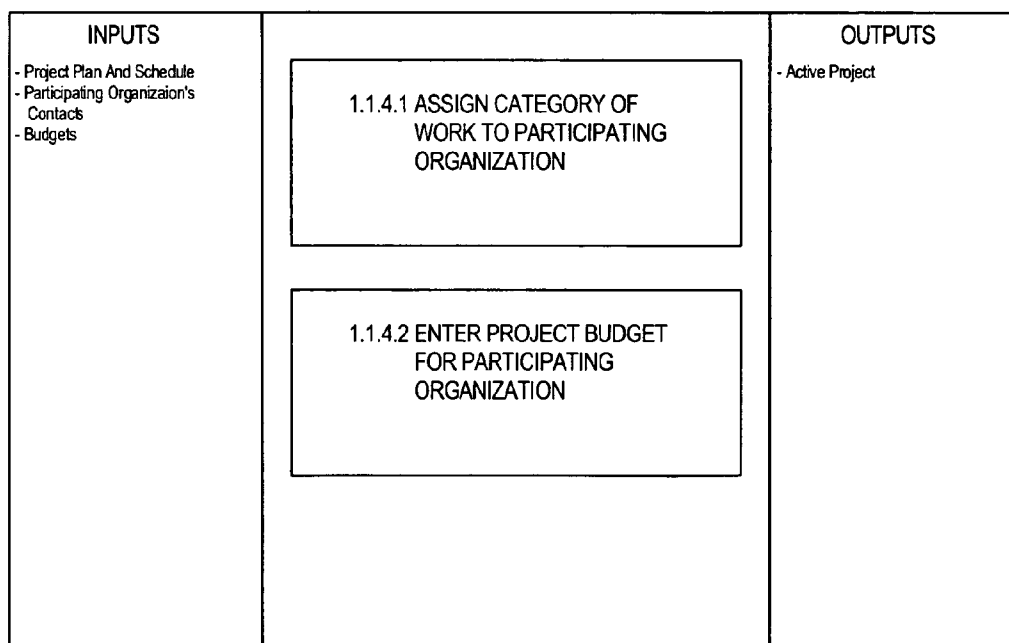 INPUTS
- Project Plan And Schedule
- Participating Organizaion's
Contacts
- Budgets
1.1.4.1 ASSIGN CATEGORY OF
WORK TO PARTICIPATING
ORGANIZATION
1.1.4.2 ENTER PROJECT BUDGET
FOR PARTICIPATING
ORGANIZATION
OUTPUTS
- Active Project